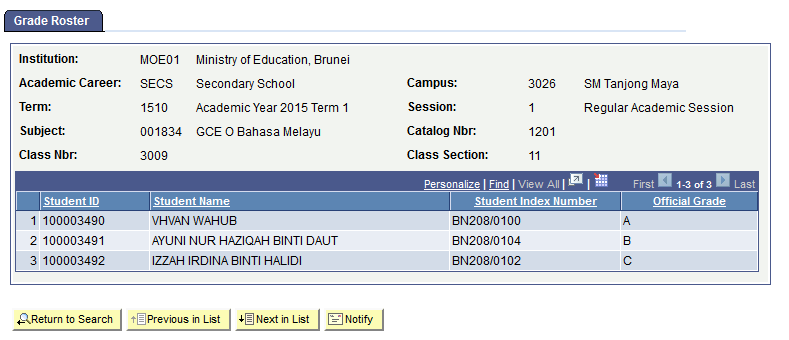 Grade Roster
Institution: MOE01 Ministry of Education, Brunei
Academic Career: SECS Secondary School Campus: 3026 SM Tanjong Maya
Term: 1510 Academic Year 2015 Term 1 Session: 1 Regular Academic Session
Subject: 001834 GCE O Bahasa Melayu Catalog Nbr: 1201
Class Nbr: 3009 Class Section: 11
Personalize | Find | View All | | First 1-3 of 3 Last
Student ID Student Name Student Index Number Official Grade
1 100003490 VHVAN WAHUB BN208/0100 A
2 100003491 AYUNI NUR HAZIQAH BINTI DAUT BN208/0104 B
3 100003492 IZZAH IRDINA BINTI HALIDI BN208/0102 C
Return to Search Previous in List Next in List Notify